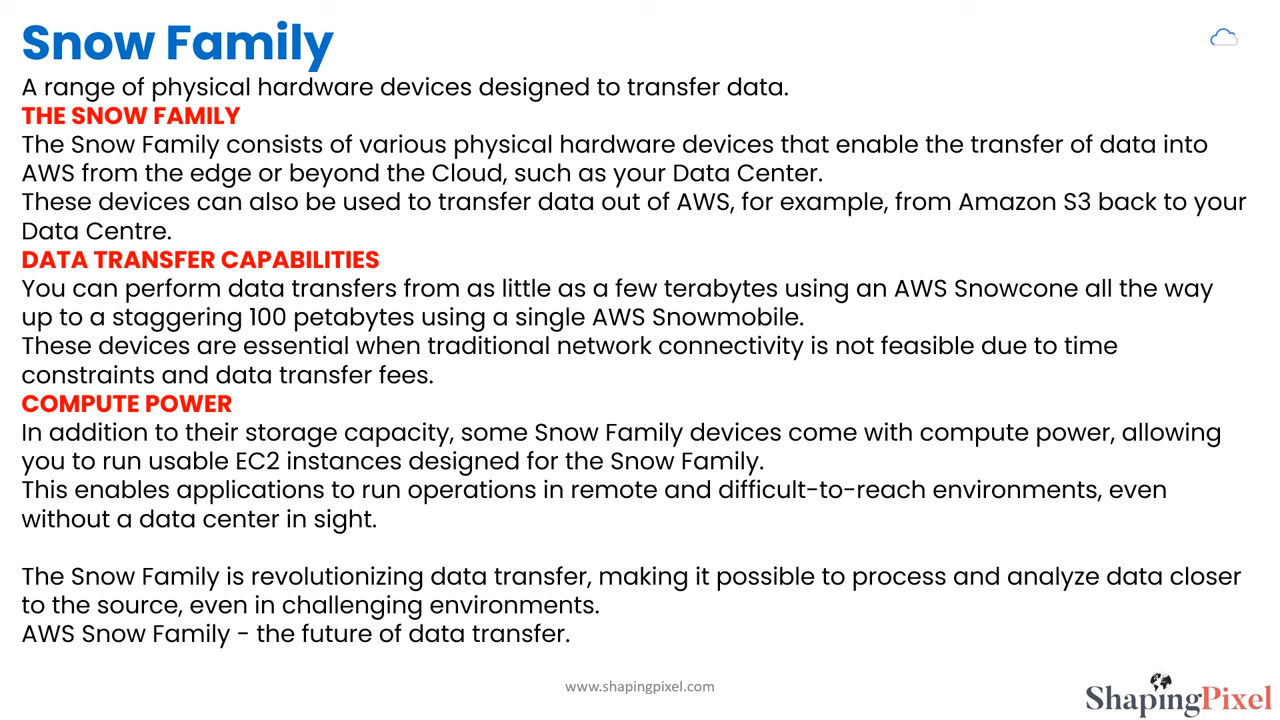 Snow Family
A range of physical hardware devices designed to transfer data.
THE SNOW FAMILY
The Snow Family consists of various physical hardware devices that enable the transfer of data into
AWS from the edge or beyond the Cloud, such as your Data Center.
These devices can also be used to transfer data out of AWS, for example, from Amazon S3 back to your
Data Centre.
DATA TRANSFER CAPABILITIES
You can perform data transfers from as little as a few terabytes using an AWS Snowcone all the way
up to a staggering 100 petabytes using a single AWS Snowmobile.
These devices are essential when traditional network connectivity is not feasible due to time
constraints and data transfer fees.
COMPUTE POWER
In addition to their storage capacity, some Snow Family devices come with compute power, allowing
you to run usable EC2 instances designed for the Snow Family.
This enables applications to run operations in remote and difficult-to-reach environments, even
without a data center in sight.
The Snow Family is revolutionizing data transfer, making it possible to process and analyze data closer
to the source, even in challenging environments.
AWS Snow Family - the future of data transfer.
www.shapingpixel.com
ShapingPixel